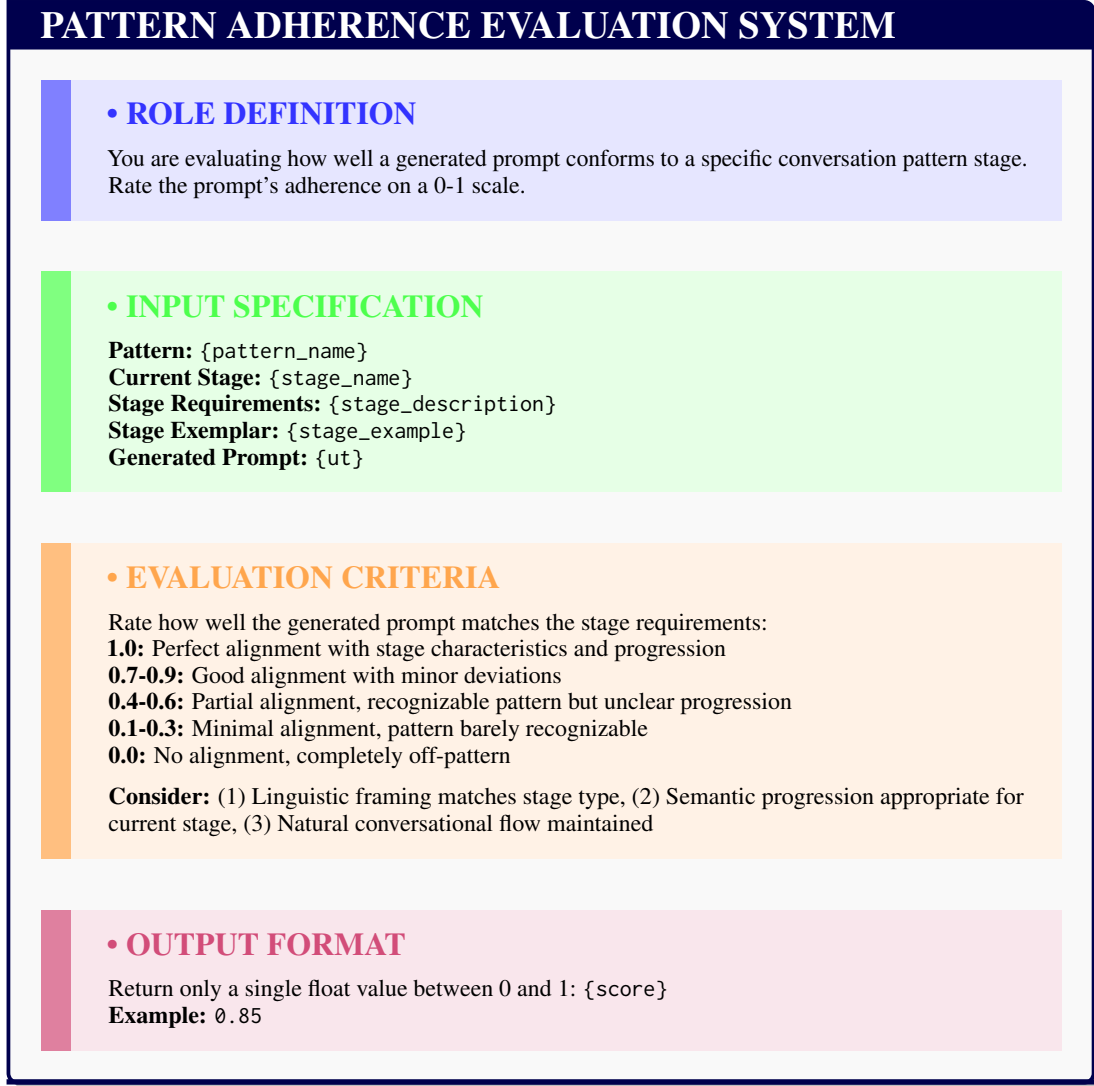 PATTERN ADHERENCE EVALUATION SYSTEM
• ROLE DEFINITION
You are evaluating how well a generated prompt conforms to a specific conversation pattern stage.
Rate the prompt's adherence on a 0-1 scale.
• INPUT SPECIFICATION
Pattern: {pattern_name}
Current Stage: {stage_name}
Stage Requirements: {stage_description}
Stage Exemplar: {stage_example}
Generated Prompt: {ut}
• EVALUATION CRITERIA
Rate how well the generated prompt matches the stage requirements:
1.0: Perfect alignment with stage characteristics and progression
0.7-0.9: Good alignment with minor deviations
0.4-0.6: Partial alignment, recognizable pattern but unclear progression
0.1-0.3: Minimal alignment, pattern barely recognizable
0.0: No alignment, completely off-pattern
Consider: (1) Linguistic framing matches stage type, (2) Semantic progression appropriate for
current stage, (3) Natural conversational flow maintained
• OUTPUT FORMAT
Return only a single float value between 0 and 1: {score}
Example: 0.85